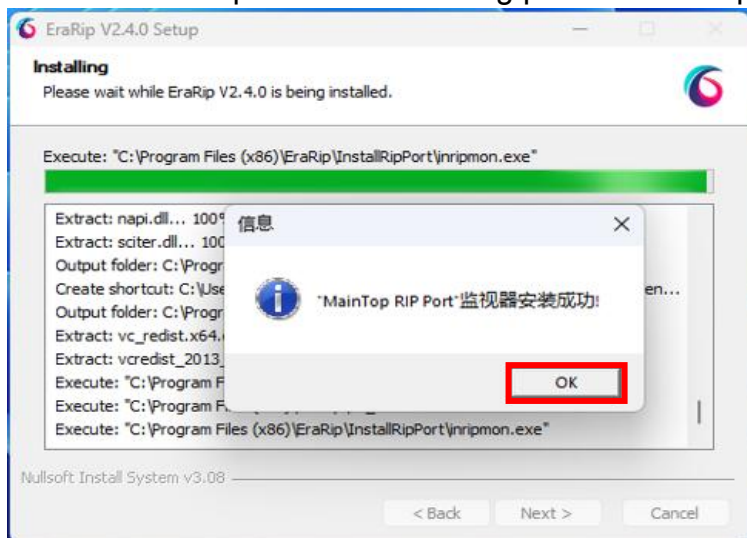 EraRip V2.4.0 Setup
Installing
Please wait while EraRip V2.4.0 is being installed.
Execute: "C:\Program Files (x86)\EraRip\InstallRipPort\inripmon.exe"
Extract: napi.dll... 100%
Extract: sciter.dll... 100
Output folder: C:\Progr
Create shortcut: C:\Use
en...
Output folder: C:\Progr
Extract: vc_redist.x64.
Extract: vcredist_2013_
Execute: "C:\Program F
Execute: "C:\Program F
Execute: "C:\Program Files (x86)\EraRip\InstallRipPort\inripmon.exe"
信息
"MainTop RIP Port"监视器安装成功!
OK
Nullsoft Install System v3.08
< Back
Next >
Cancel